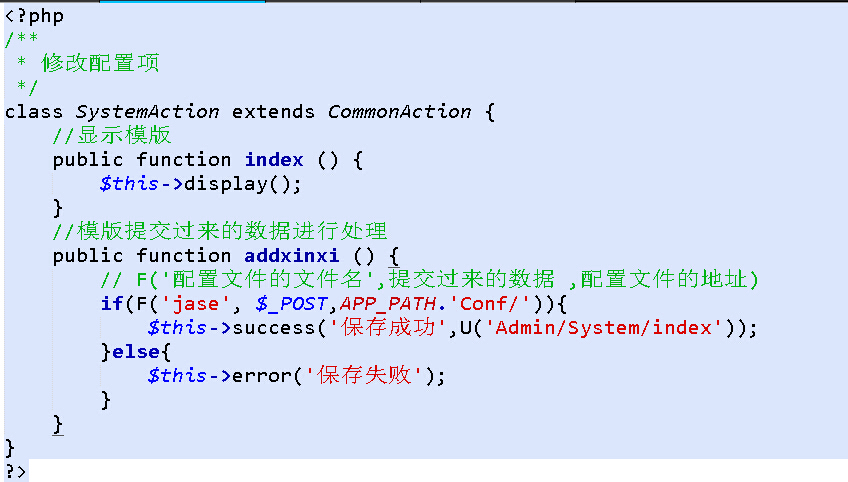 <?php
/**
 * 修改配置项
 */
class SystemAction extends CommonAction {
    //显示模版
    public function index () {
        $this->display();
    }
    //模版提交过来的数据进行处理
    public function addxinxi () {
        // F('配置文件的文件名',提交过来的数据 ,配置文件的地址)
        if(F('jase', $_POST,APP_PATH.'Conf/')){
            $this->success('保存成功',U('Admin/System/index'));
        }else{
            $this->error('保存失败');
        }
    }
}
?>